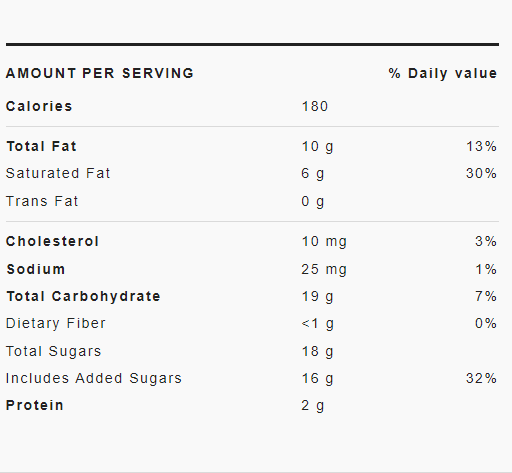 AMOUNT PER SERVING % Daily value
Calories 180
Total Fat 10 g 13%
Saturated Fat 6 g 30%
Trans Fat 0 g
Cholesterol 10 mg 3%
Sodium 25 mg 1%
Total Carbohydrate 19 g 7%
Dietary Fiber <1 g 0%
Total Sugars 18 g
Includes Added Sugars 16 g 32%
Protein 2 g